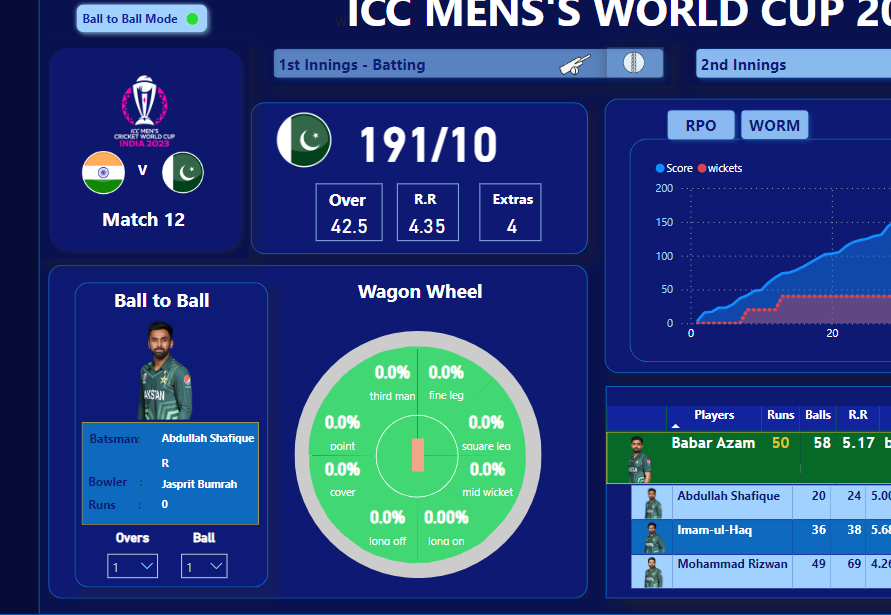 Ball to Ball Mode
ICC MEN'S WORLD CUP 20
1st Innings - Batting
2nd Innings
ICC MEN'S
CRICKET WORLD CUP
INDIA 2023
V
Match 12
191/10
Over
42.5
R.R
4.35
Extras
4
RPO
WORM
Score
wickets
200
150
100
50
0
0
20
Ball to Ball
Batsman:
Abdullah Shafique
R
Bowler :
Jasprit Bumrah
Runs :
0
Overs
Ball
1
1
Wagon Wheel
0.0%
third man
0.0%
fine leg
0.0%
point
0.0%
square leg
0.0%
cover
0.0%
mid wicket
0.0%
long off
0.00%
long on
Players Runs Balls R.R
Babar Azam 50 58 5.17 b
Abdullah Shafique 20 24 5.00
Imam-ul-Haq 36 38 5.68
Mohammad Rizwan 49 69 4.26